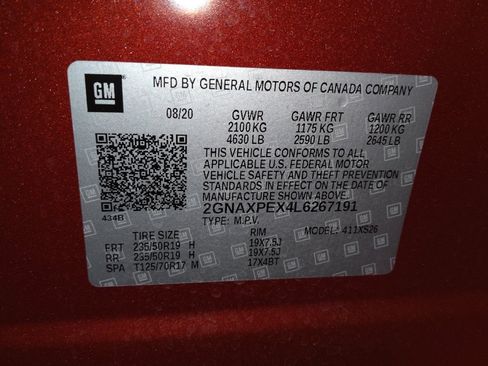 GM MFD BY GENERAL MOTORS OF CANADA COMPANY
08/20 GVWR GAWR FRT GAWR RR
2100 KG 1175 KG 1200 KG
4630 LB 2590 LB 2645 LB
THIS VEHICLE CONFORMS TO ALL
APPLICABLE U.S. FEDERAL MOTOR
VEHICLE SAFETY AND THEFT PREVENTION
STANDARDS IN EFFECT ON THE DATE OF
MANUFACTURE SHOWN ABOVE.
434B 2GNAXPEX4L6267191
TYPE: M.P.V. 411XS26
TIRE SIZE RIM
FRT 235/50R19 H 19X7.5J
RR 235/50R19 H 19X7.5J
SPA T125/70R17 M 17X4BT